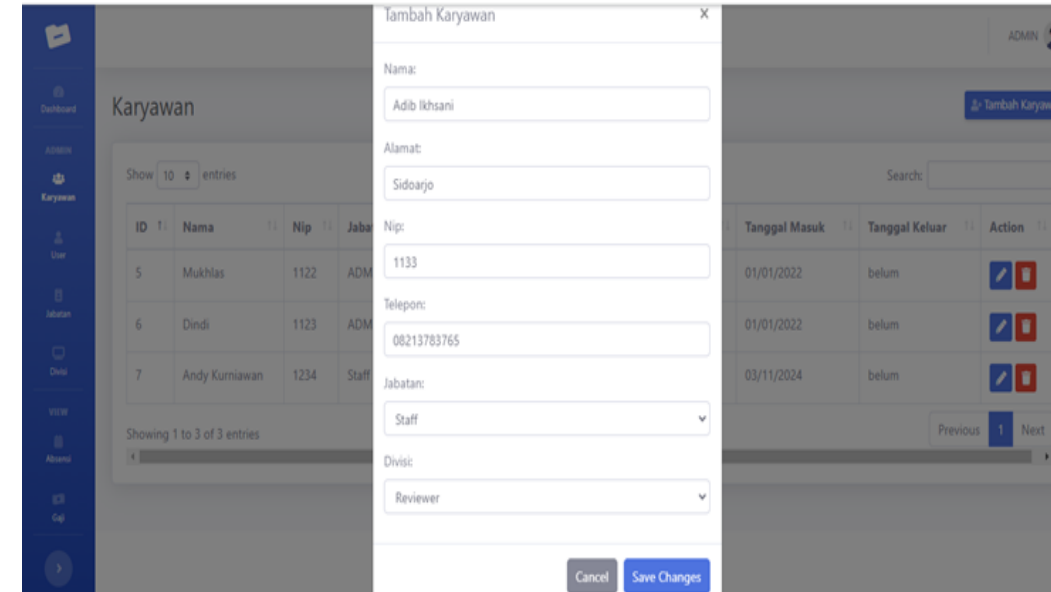 Tambah Karyawan x
ADMIN
Dashboard
Karyawan
Tambah
ADMIN
Karyawan
User
Jabatan
Divisi
VIEW
Absensi
Gaji
Show 10 entries
Search:
ID Nama Nip Tanggal Masuk Tanggal Keluar Action
5 Mukhlas 1122 01/01/2022 belum
6 Dindi 1123 01/01/2022 belum
7 Andy Kurniawan 1234 Staff 03/11/2024 belum
Showing 1 to 3 of 3 entries
Previous 1 Next
Nama:
Adib Ikhsani
Alamat:
Sidoarjo
Nip:
1133
Telepon:
08213783765
Jabatan:
Staff
Divisi:
Reviewer
Cancel Save Changes